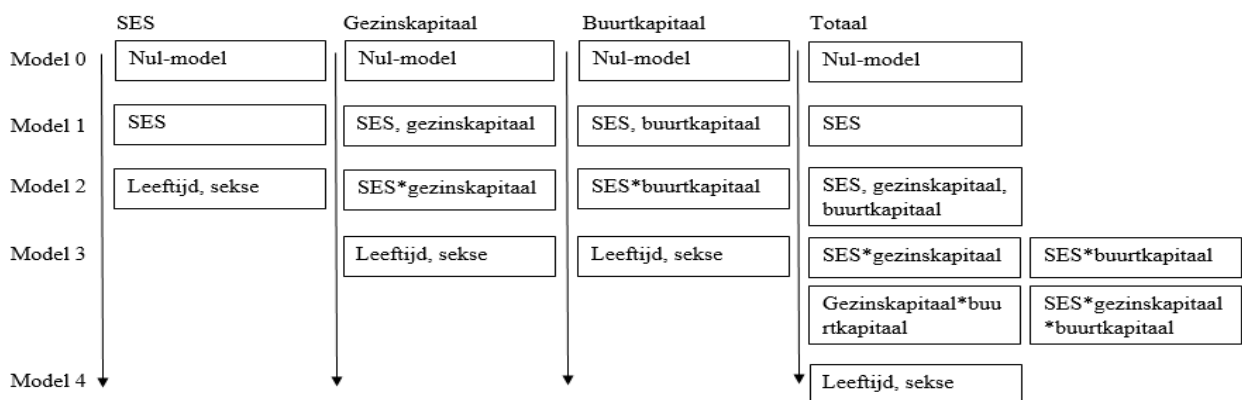 SES Gezinskapitaal Buurtkapitaal Totaal
Model 0 Nul-model Nul-model Nul-model Nul-model
Model 1 SES SES, gezinskapitaal SES, buurtkapitaal SES
Model 2 Leeftijd, sekse SES*gezinskapitaal SES*buurtkapitaal SES, gezinskapitaal,
buurtkapitaal
Model 3 Leeftijd, sekse Leeftijd, sekse SES*gezinskapitaal SES*buurtkapitaal
Gezinskapitaal*buu
rtkapitaal
SES*gezinskapitaal
*buurtkapitaal
Model 4 Leeftijd, sekse